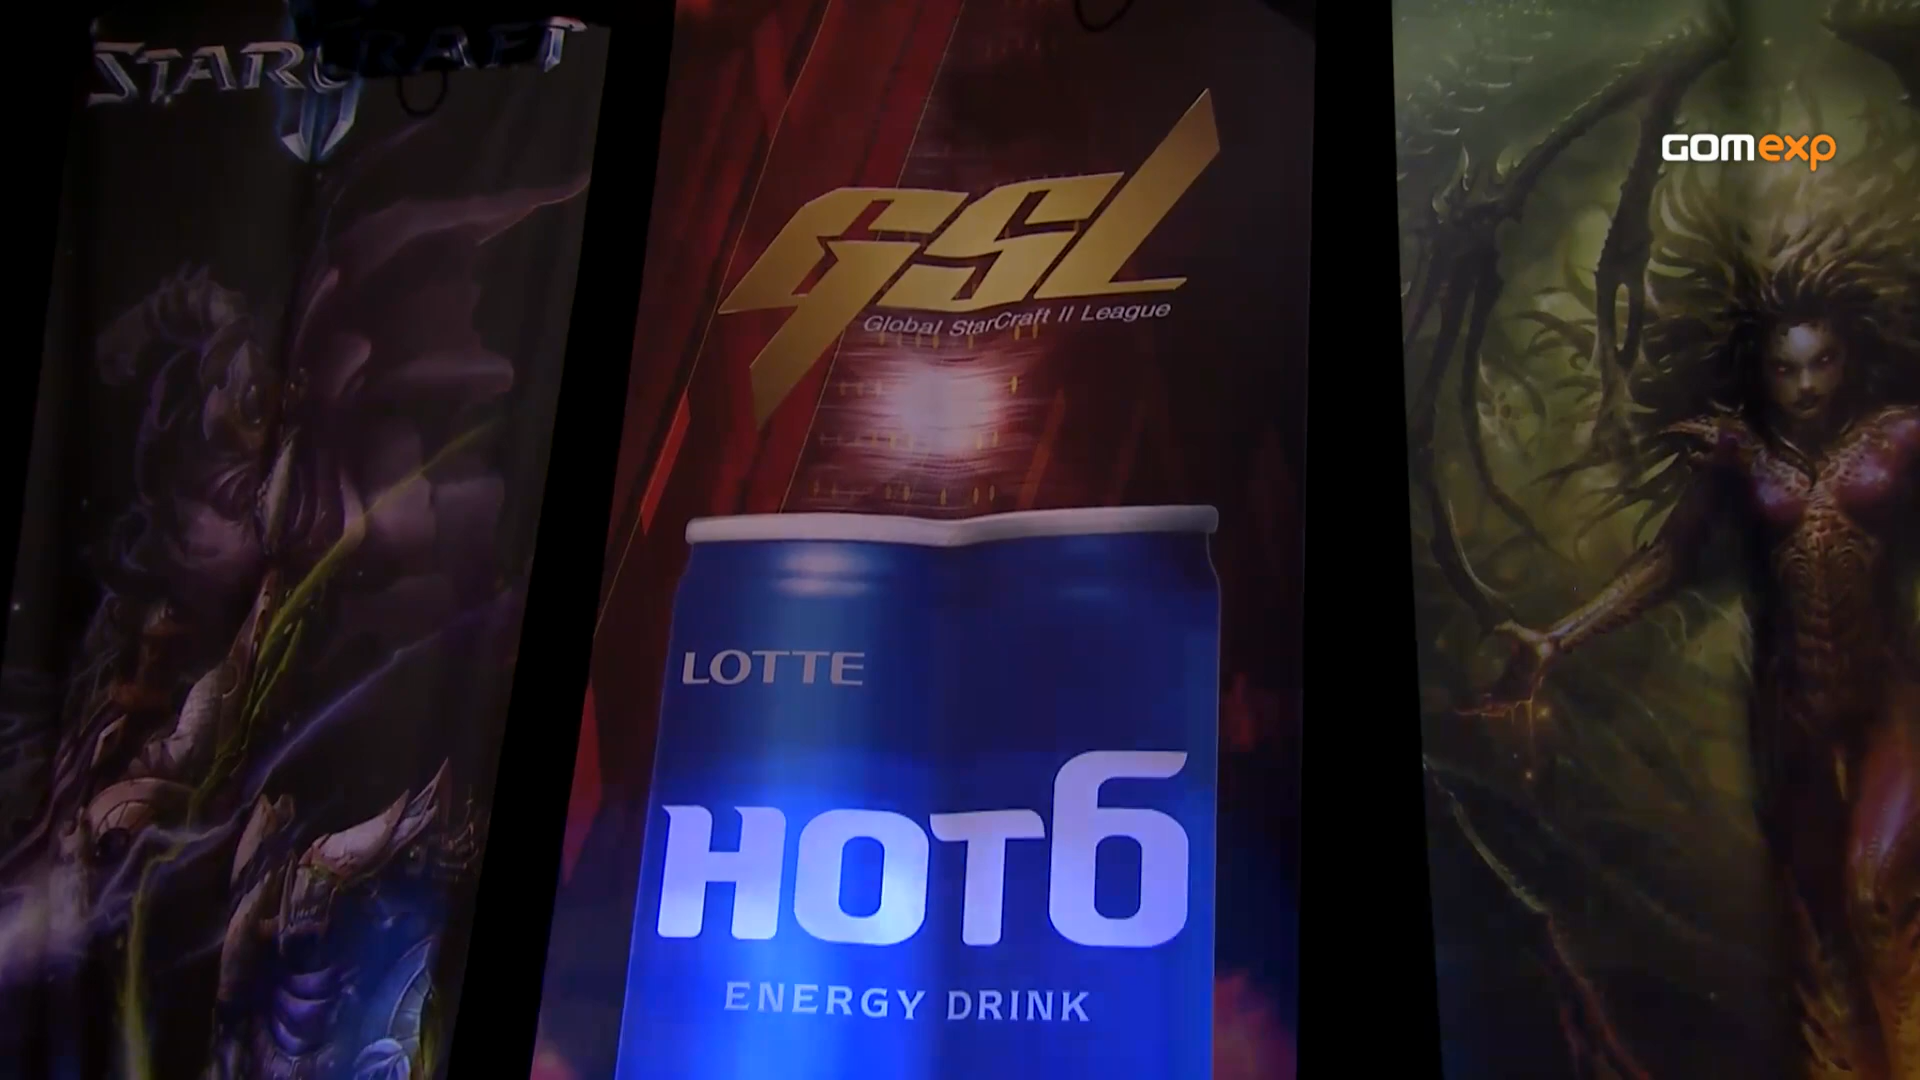 STARCRAFT
GOMexp
GSL
Global StarCraft II League
LOTTE
HOT6
ENERGY DRINK